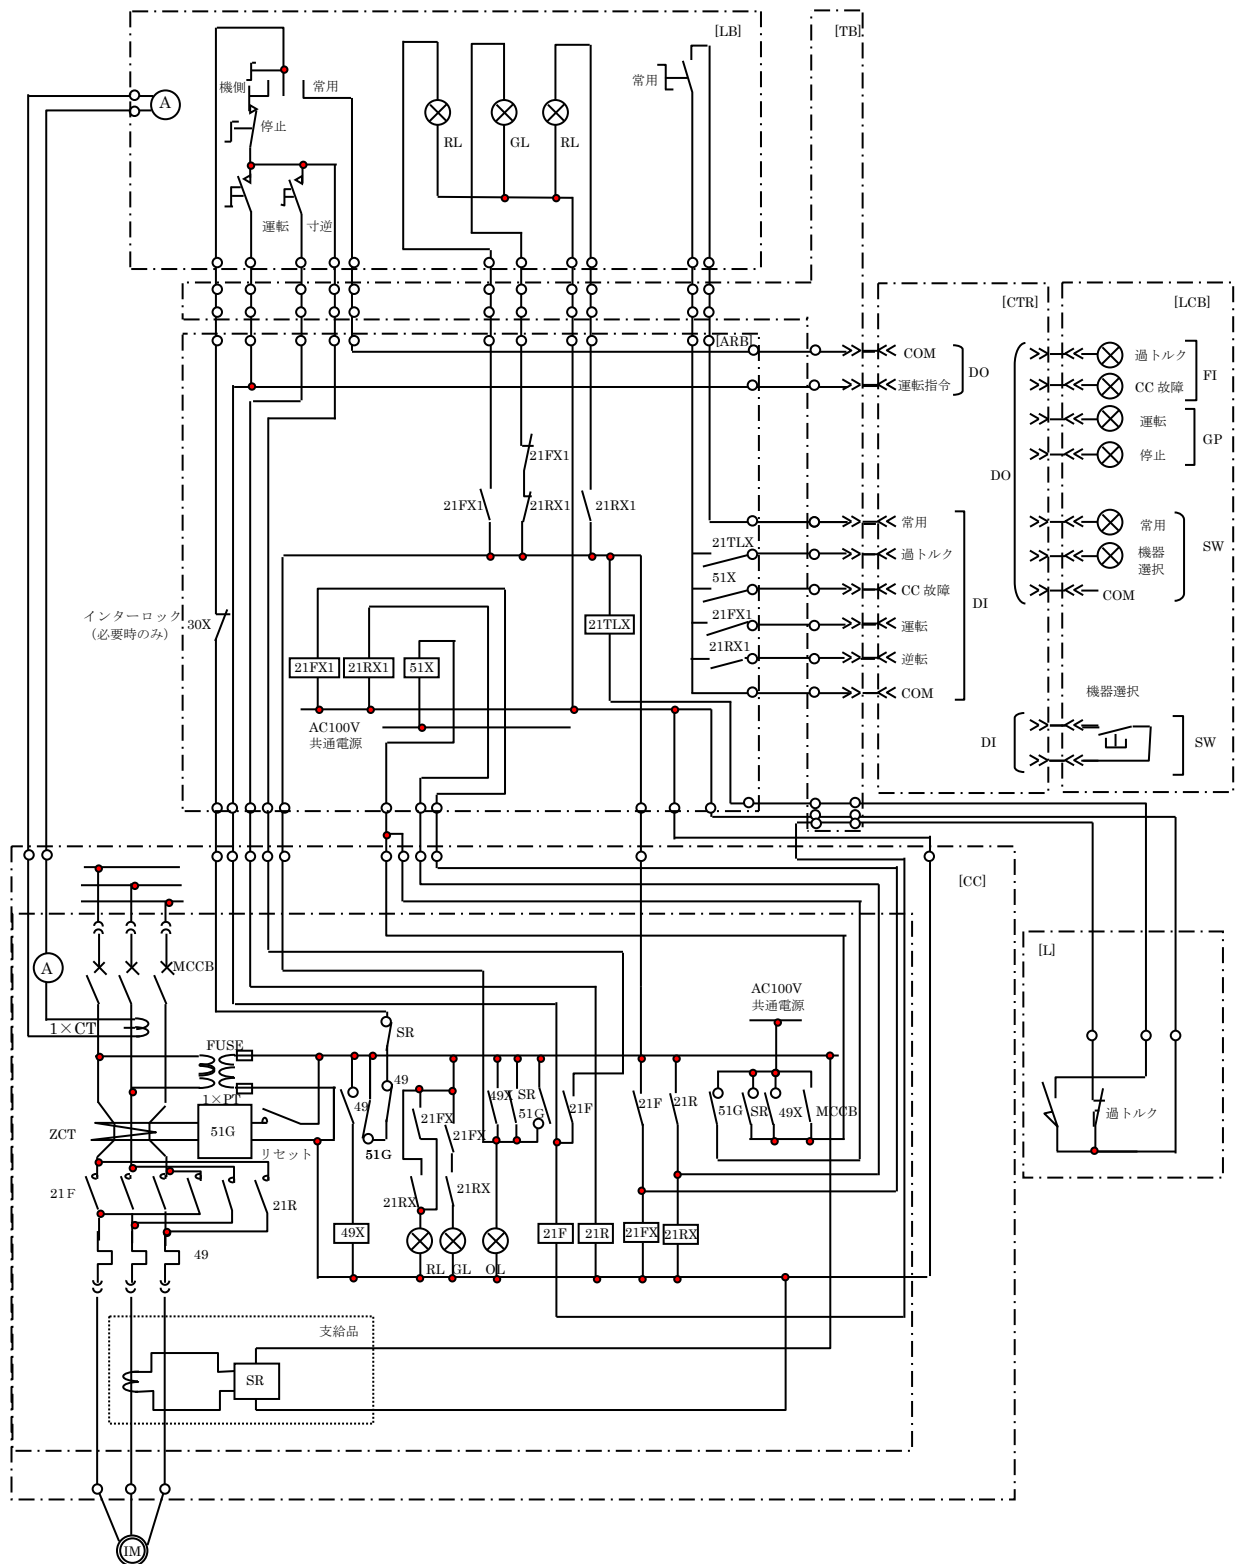 [LB]
[TB]
機側
常用
常用
A
停止
RL
GL
RL
運転
寸逆
[CTR]
[LCB]
[ARB]
COM
DO
運転指令
過トルク
FI
CC 故障
運転
GP
停止
DO
21FX1
21FX1
21RX1
21RX1
常用
常用
SW
21TLX
過トルク
機器
選択
51X
CC 故障
DI
COM
21FX1
運転
インターロック
(必要時のみ)
30X
21TLX
21RX1
逆転
21FX1
21RX1
51X
COM
機器選択
AC100V
共通電源
DI
SW
[CC]
[L]
A
MCCB
AC100V
共通電源
1×CT
SR
FUSE
49
1×PT
49
49X
SR
51G
21F
21F
21R
51G
SR
49X
MCCB
過トルク
ZCT
51G
21FX
21FX
リセット
51G
21F
21R
21RX
21RX
49X
21F
21R
21FX
21RX
49
RL
GL
OL
支給品
SR
IM